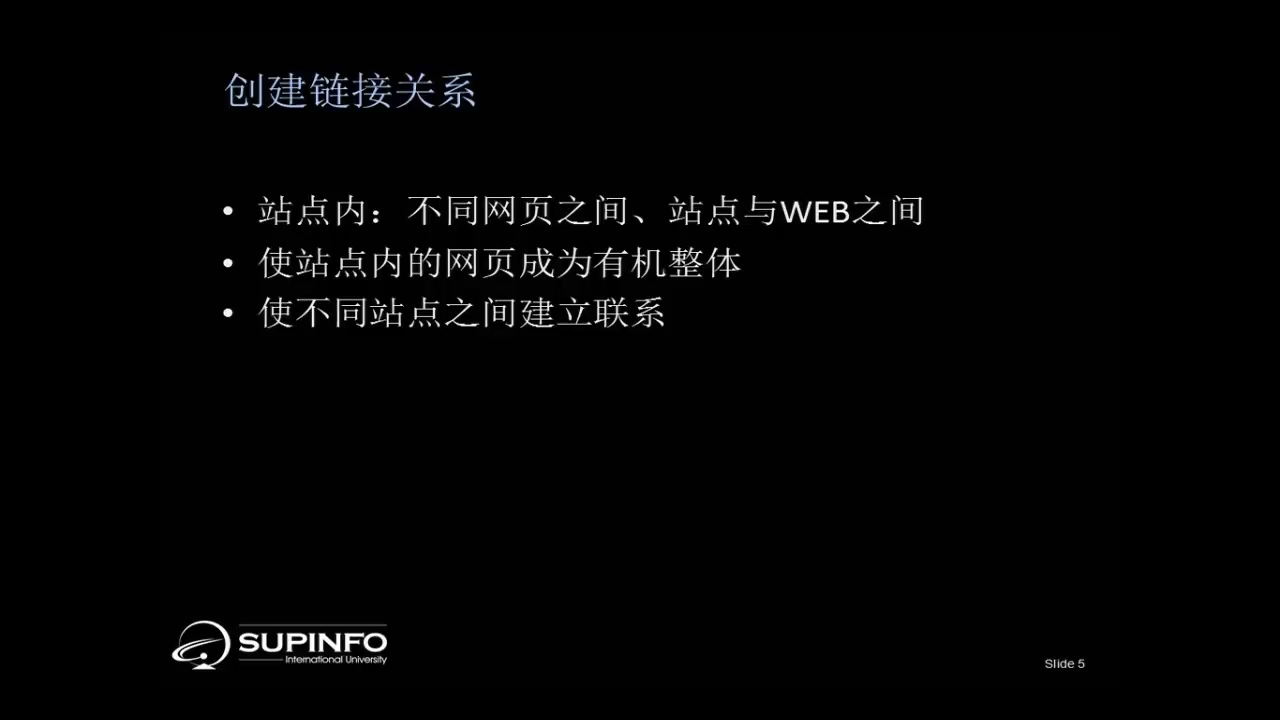 创建链接关系
• 站点内：不同网页之间、站点与WEB之间
• 使站点内的网页成为有机整体
• 使不同站点之间建立联系
SUPINFO
International University
Slide 5